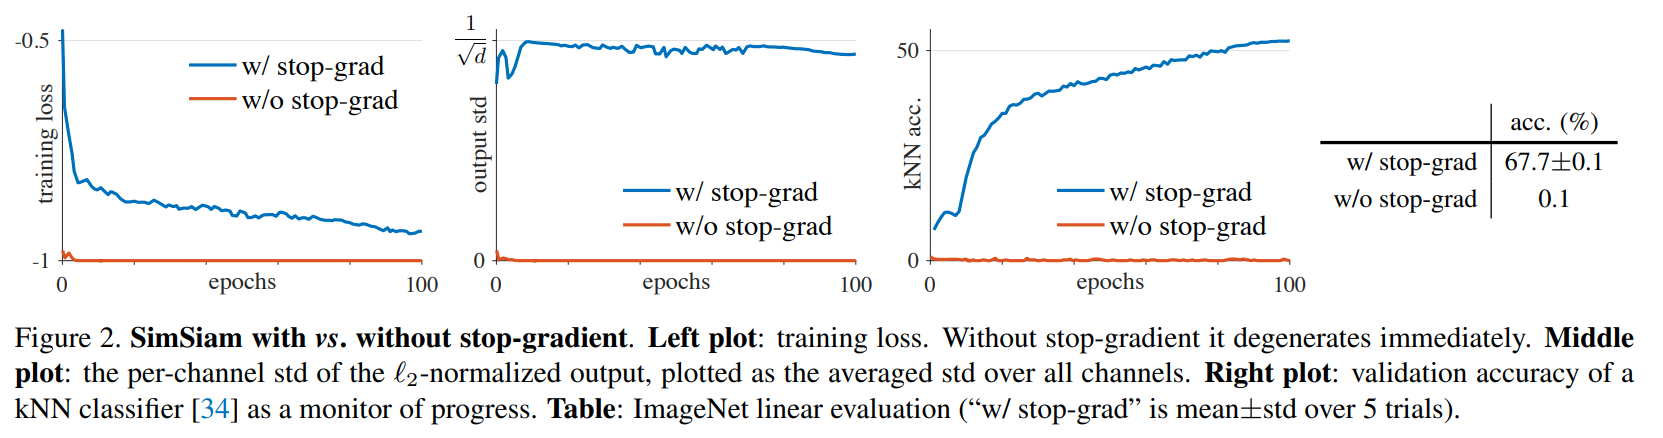 -0.5
-1
training loss
w/ stop-grad
w/o stop-grad
0
epochs
100
1
√d
0
output std
w/ stop-grad
w/o stop-grad
0
epochs
100
50
0
kNN acc.
w/ stop-grad
w/o stop-grad
0
epochs
100
acc. (%)
w/ stop-grad 67.7±0.1
w/o stop-grad 0.1
Figure 2. SimSiam with vs. without stop-gradient. Left plot: training loss. Without stop-gradient it degenerates immediately. Middle
plot: the per-channel std of the ℓ2-normalized output, plotted as the averaged std over all channels. Right plot: validation accuracy of a
kNN classifier [34] as a monitor of progress. Table: ImageNet linear evaluation (“w/ stop-grad” is mean±std over 5 trials).